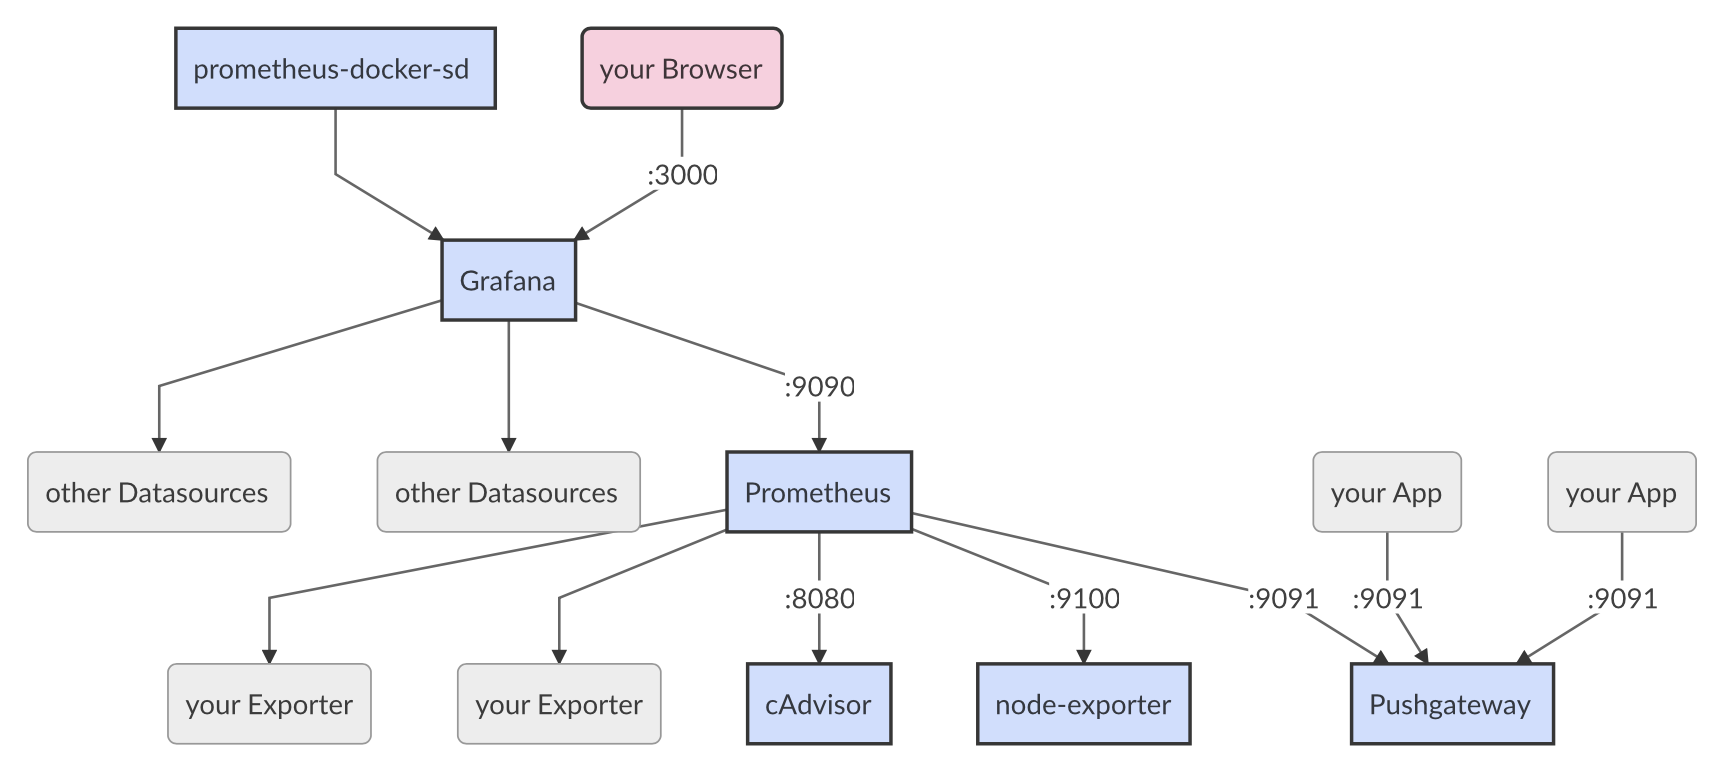 prometheus-docker-sd
your Browser
:3000
Grafana
:9090
other Datasources
other Datasources
Prometheus
your App
your App
:8080
:9100
:9091
:9091
:9091
your Exporter
your Exporter
cAdvisor
node-exporter
Pushgateway